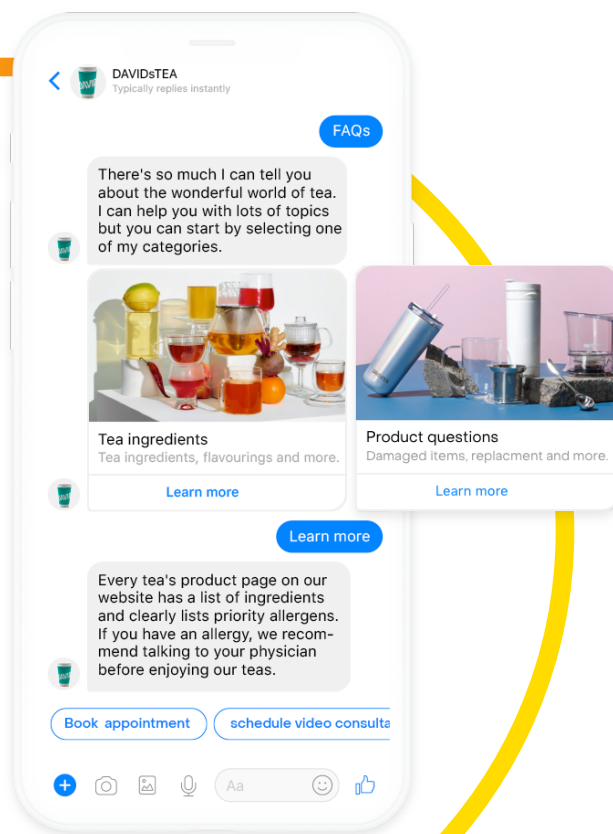 DAVIDsTEA
Typically replies instantly
FAQs
There's so much I can tell you
about the wonderful world of tea.
I can help you with lots of topics
but you can start by selecting one
of my categories.
Tea ingredients
Tea ingredients, flavourings and more.
Learn more
Product questions
Damaged items, replacment and more.
Learn more
Learn more
Every tea's product page on our
website has a list of ingredients
and clearly lists priority allergens.
If you have an allergy, we recom-
mend talking to your physician
before enjoying our teas.
Book appointment
schedule video consulta
Aa